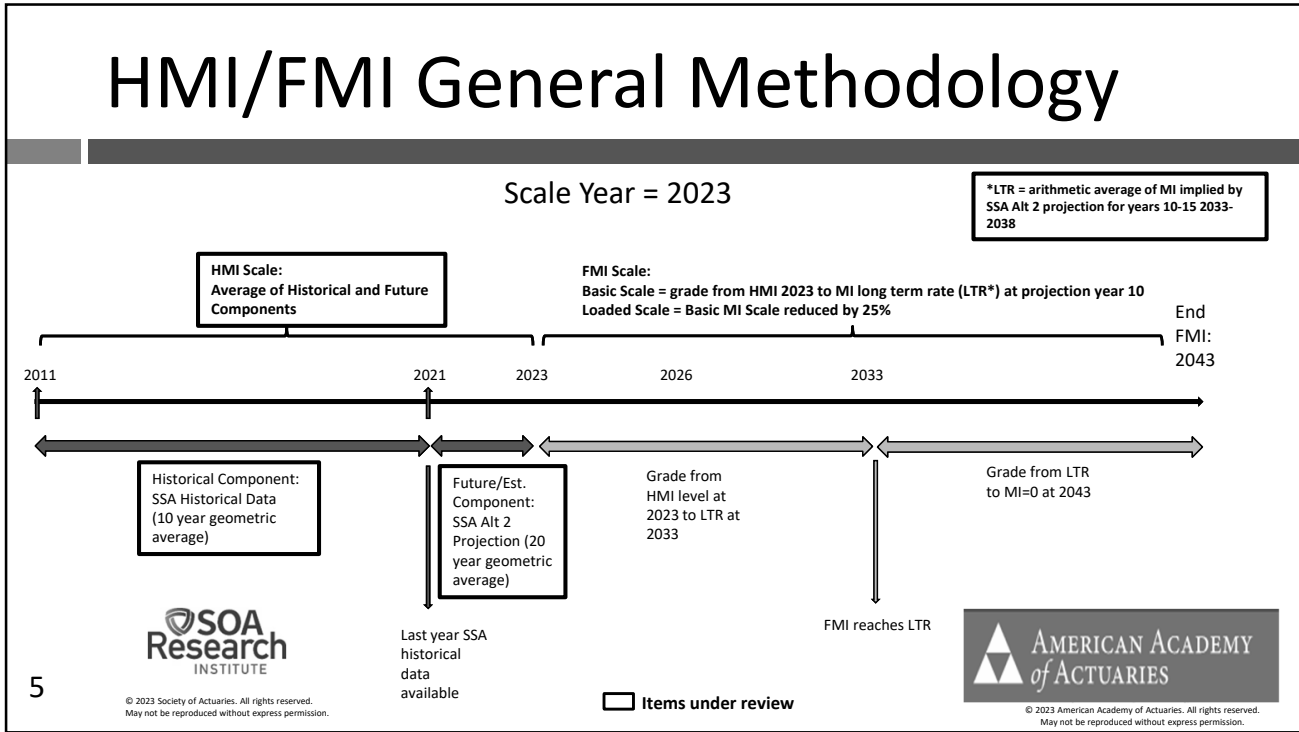 HMI/FMI General Methodology
Scale Year = 2023
*LTR = arithmetic average of MI implied by
SSA Alt 2 projection for years 10-15 2033-
2038
HMI Scale:
Average of Historical and Future
Components
FMI Scale:
Basic Scale = grade from HMI 2023 to MI long term rate (LTR*) at projection year 10
Loaded Scale = Basic MI Scale reduced by 25%
End
FMI:
2043
2011
2021
2023
2026
2033
Historical Component:
SSA Historical Data
(10 year geometric
average)
Future/Est.
Component:
SSA Alt 2
Projection (20
year geometric
average)
Grade from
HMI level at
2023 to LTR at
2033
Grade from LTR
to MI=0 at 2043
Last year SSA
historical
data
available
FMI reaches LTR
SOA
Research
INSTITUTE
AMERICAN ACADEMY
of ACTUARIES
5
© 2023 Society of Actuaries. All rights reserved.
May not be reproduced without express permission.
Items under review
© 2023 American Academy of Actuaries. All rights reserved.
May not be reproduced without express permission.